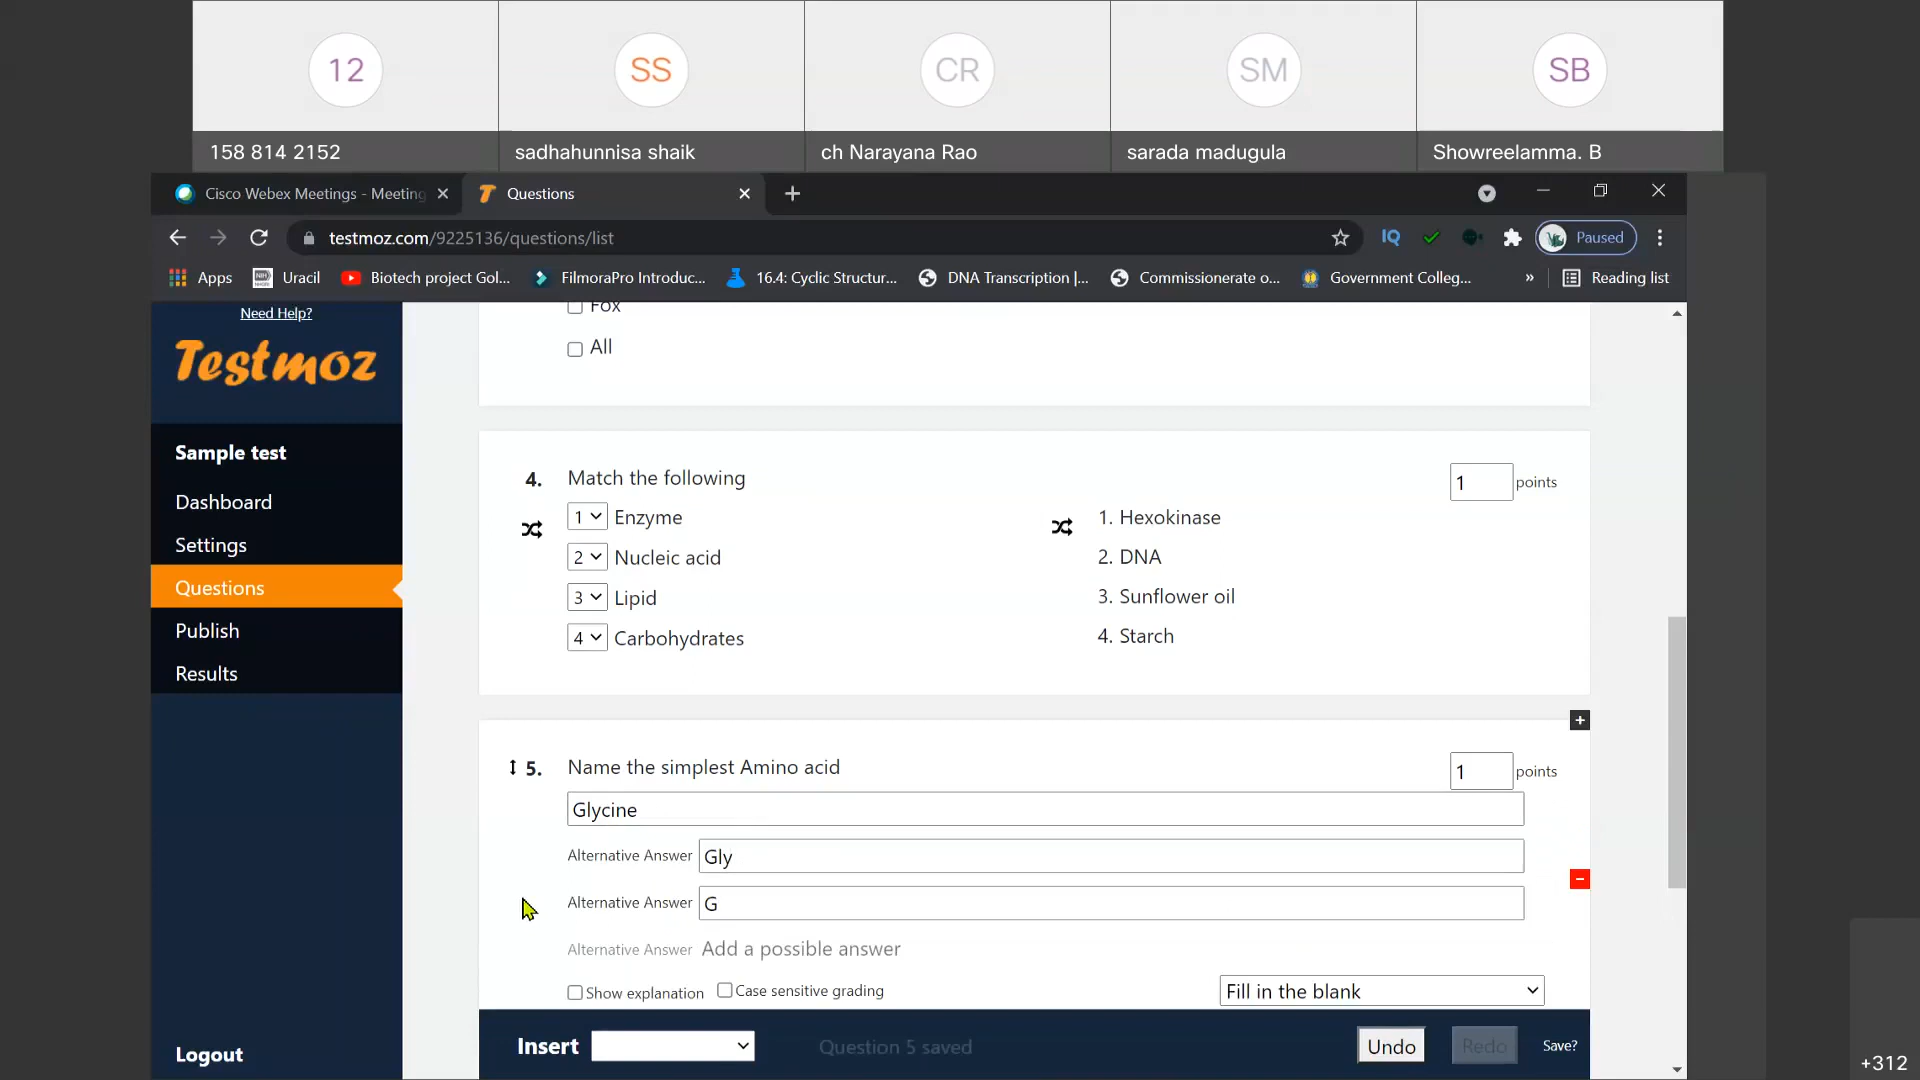 12
SS
CR
SM
SB
158 814 2152
sadhahunnisa shaik
ch Narayana Rao
sarada madugula
Showreelamma. B
Cisco Webex Meetings - Meeting
Questions
testmoz.com/9225136/questions/list
IQ
Paused
Apps
Uracil
Biotech project Gol...
FilmoraPro Introduc...
16.4: Cyclic Structur...
DNA Transcription |...
Commissionerate o...
Government Colleg...
»
Reading list
Need Help?
Testmoz
Sample test
Dashboard
Settings
Questions
Publish
Results
Logout
Fox
All
4. Match the following
1 points
1 Enzyme
1. Hexokinase
2 Nucleic acid
2. DNA
3 Lipid
3. Sunflower oil
4 Carbohydrates
4. Starch
5. Name the simplest Amino acid
1 points
Glycine
Alternative Answer Gly
Alternative Answer G
Alternative Answer Add a possible answer
Show explanation Case sensitive grading
Fill in the blank
Insert
Question 5 saved
Undo
Redo
Save?
+312